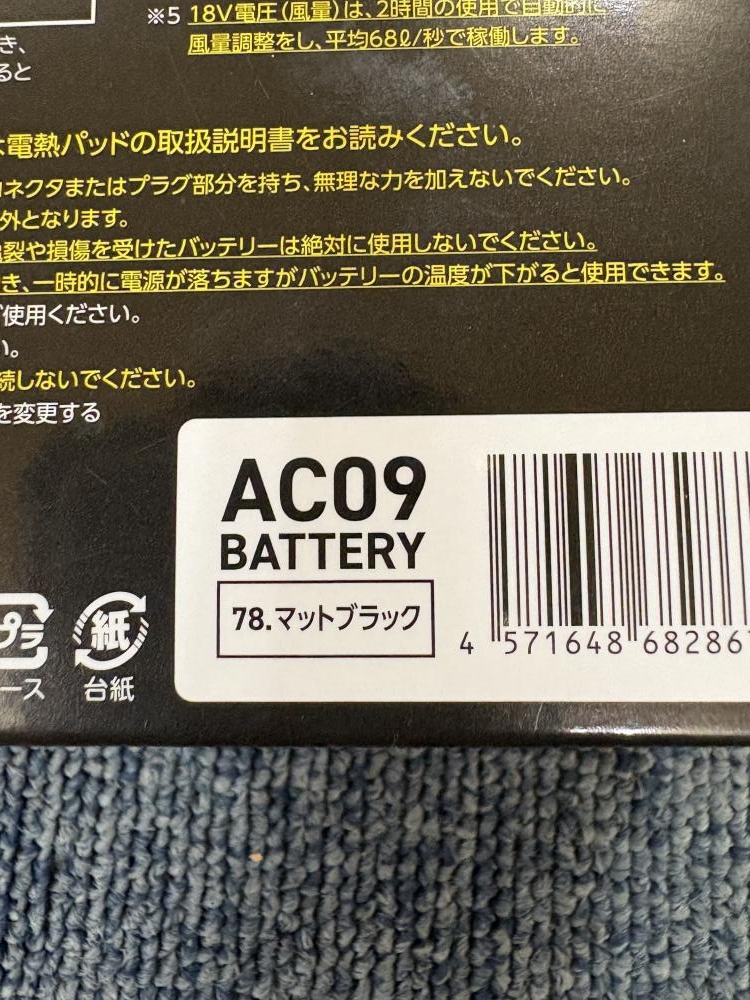 ※5 18V電圧(風量)は、2時間の使用で自動的に
風量調整をし、平均68ℓ/秒で稼働します。
き、
ると
電熱パッドの取扱説明書をお読みください。
ネクタまたはプラグ部分を持ち、無理な力を加えないでください。
外となります。
裂や損傷を受けたバッテリーは絶対に使用しないでください。
き、一時的に電源が落ちますがバッテリーの温度が下がると使用できます。
使用ください。
い。
続しないでください。
を変更する
AC09
BATTERY
78.マットブラック
4 571648 68286
プラ
ース
紙
台紙